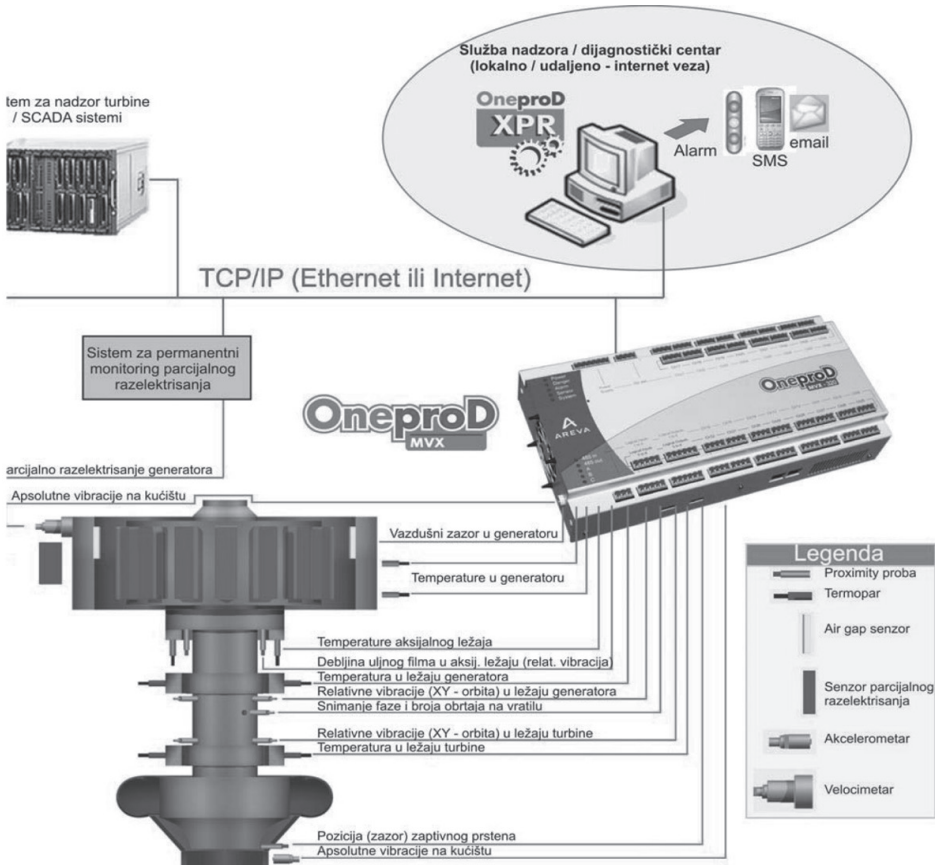 Služba nadzora / dijagnostički centar
(lokalno / udaljeno - internet veza)
OneproD
XPR
Alarm
SMS
email
tem za nadzor turbine
/ SCADA sistemi
TCP/IP (Ethernet ili Internet)
Sistem za permanentni
monitoring parcijalnog
razelektrisanja
OneproD
MVX
Power
Danger
Alarm
Sensor
System
AREVA
OneproD
arcijalno razelektrisanje generatora
Apsolutne vibracije na kućištu
Vazdušni zazor u generatoru
Temperature u generatoru
Temperature aksijalnog ležaja
Debljina uljnog filma u aksij. ležaju (relat. vibracija)
Temperatura u ležaju generatora
Relativne vibracije (XY - orbita) u ležaju generatora
Snimanje faze i broja obrtaja na vratilu
Relativne vibracije (XY - orbita) u ležaju turbine
Temperatura u ležaju turbine
Pozicija (zazor) zaptivnog prstena
Apsolutne vibracije na kućištu
Legenda
Proximity proba
Termopar
Air gap senzor
Senzor parcijalnog
razelektrisanja
Akcelerometar
Velocimetar